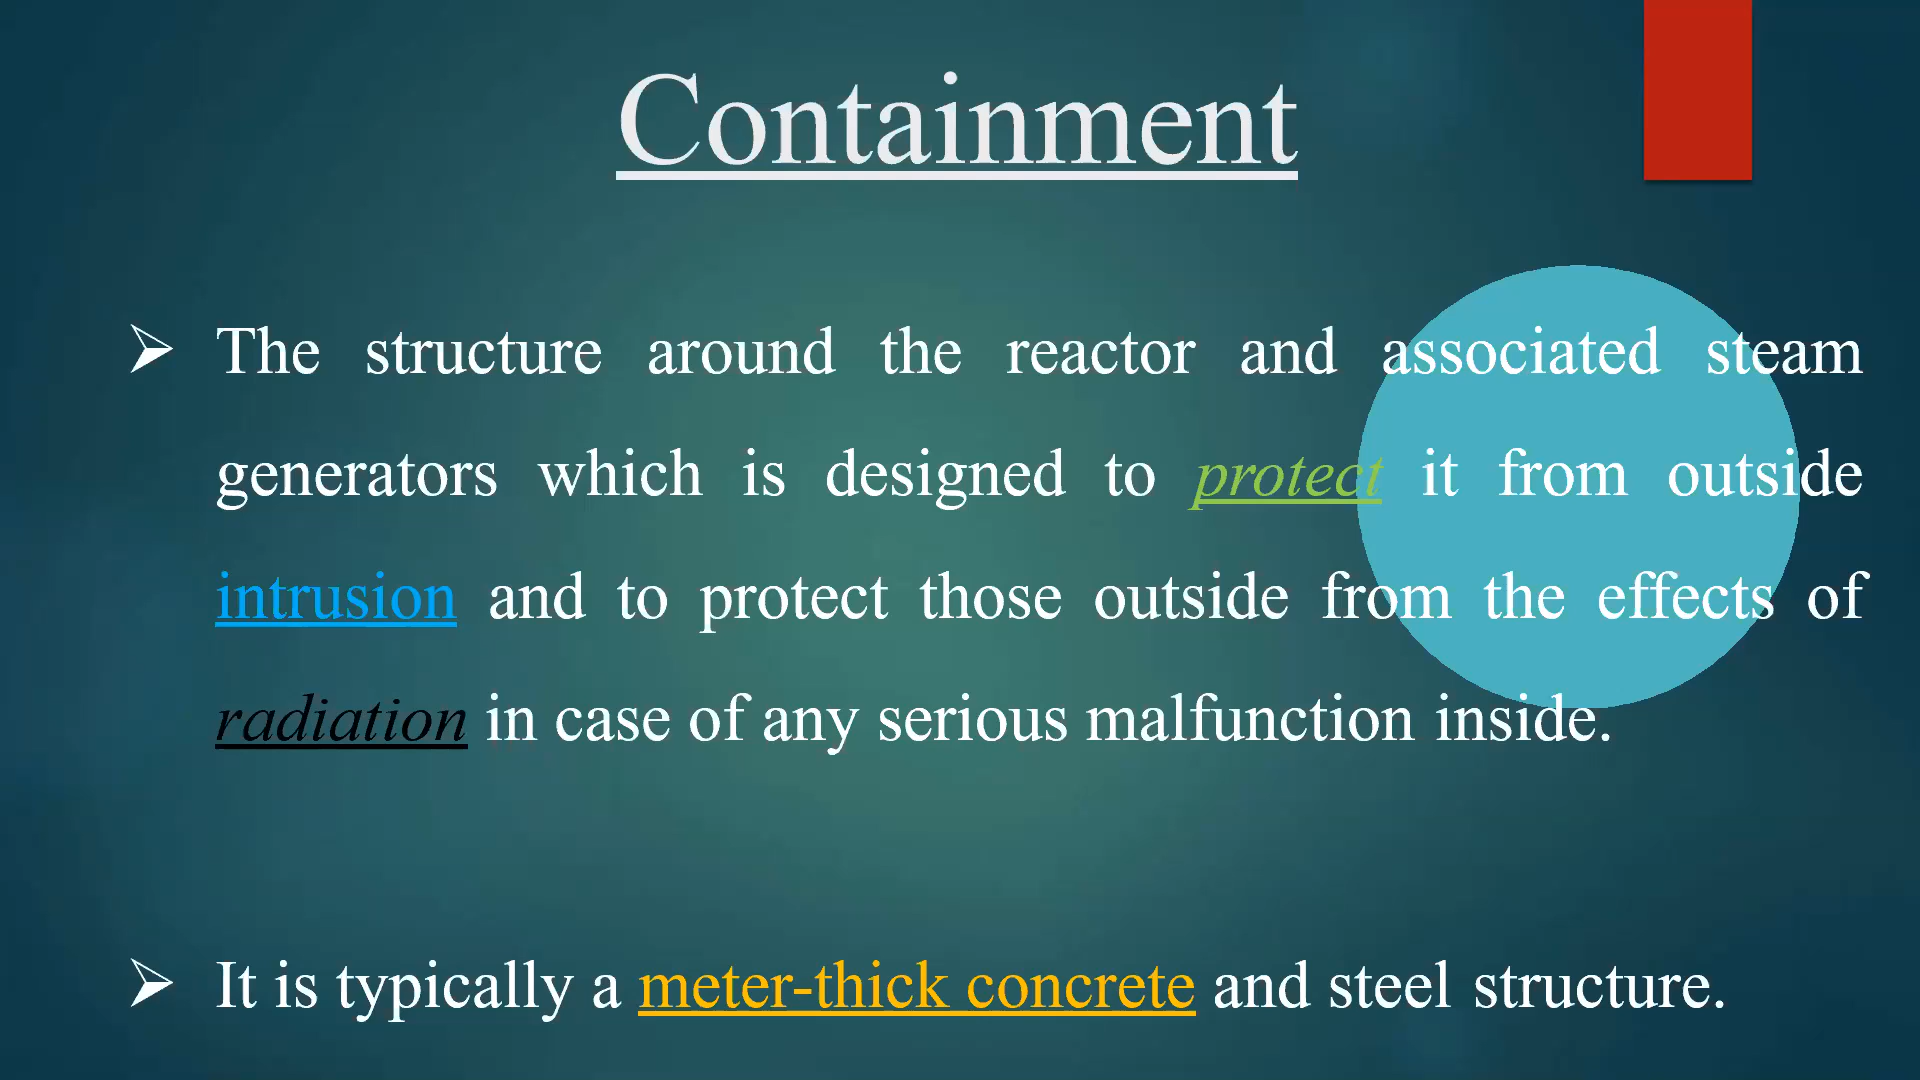 Containment
The structure around the reactor and associated steam
generators which is designed to protect it from outside
intrusion and to protect those outside from the effects of
radiation in case of any serious malfunction inside.
It is typically a meter-thick concrete and steel structure.